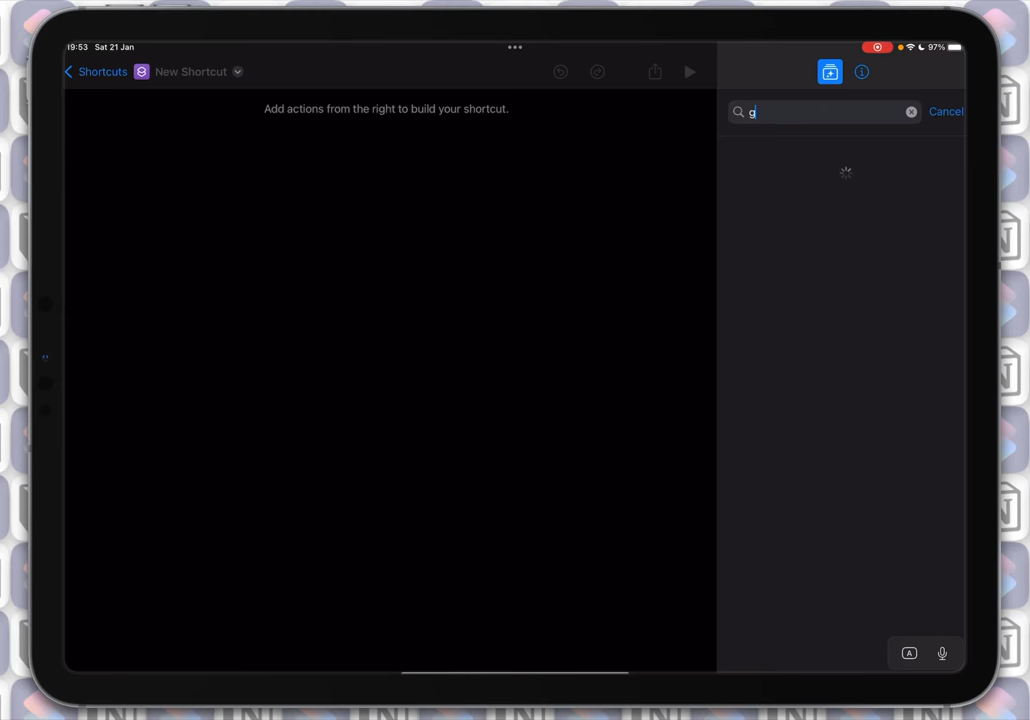 19:53 Sat 21 Jan
97%
Shortcuts New Shortcut
Add actions from the right to build your shortcut.
g
Cancel
A